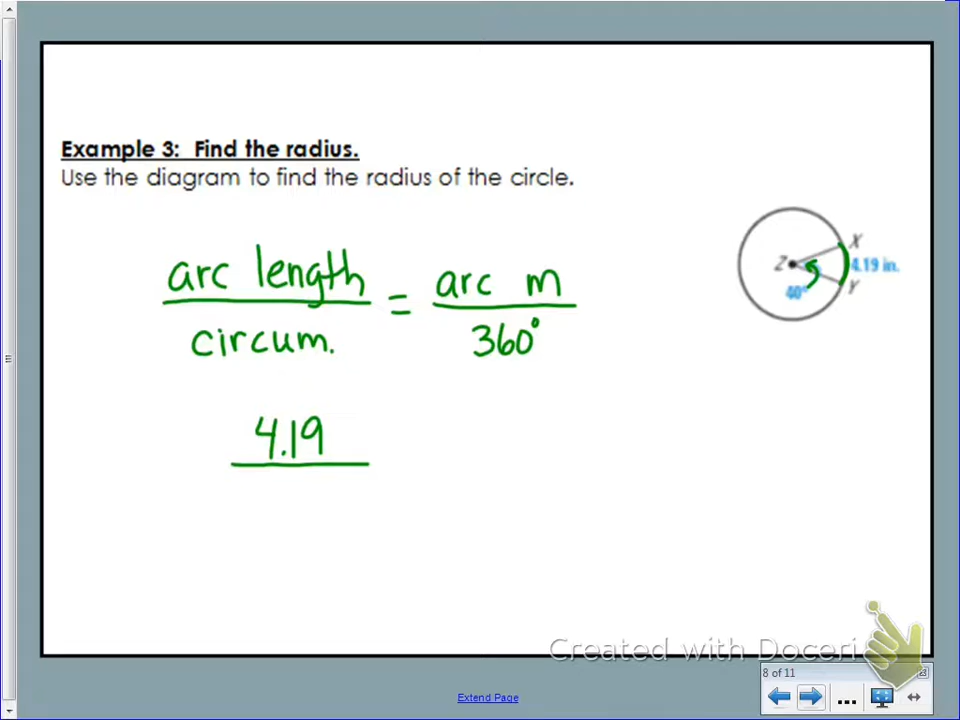 Example 3: Find the radius.
Use the diagram to find the radius of the circle.
arc length = arc m
circum. 360°
4.19
X
Z 4.19 in.
40° Y
Created with Doceri
8 of 11
...
Extend Page